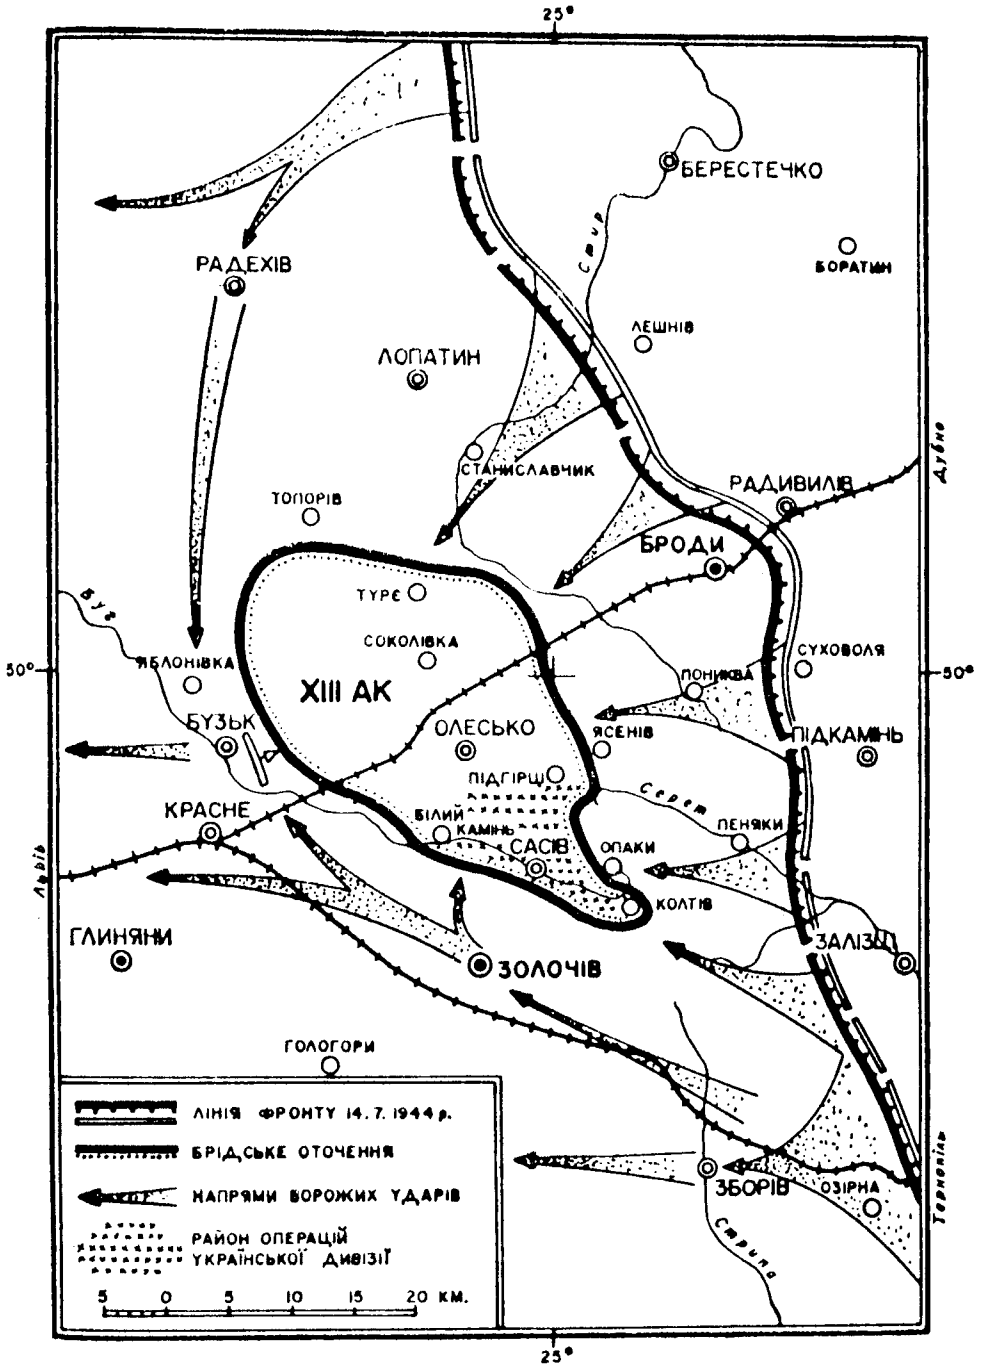 25°
БЕРЕСТЕЧКО
Стир
БОРАТИН
РАДЕХІВ
ЛЕШНІВ
ЛОПАТИН
Дубно
СТАНИСЛАВЧИК
РАДИВИЛІВ
ТОПОРІВ
БРОДИ
ТУРЄ
Буг
СОКОЛІВКА
СУХОВОЛЯ
ЯБЛОНІВКА
50°
50°
ПОНИКВА
XIII АК
БУЗЬК
ОЛЕСЬКО
ЯСЕНІВ
ПІДКАМІНЬ
ПІДГІРЦІ
Серет
КРАСНЕ
БІЛИЙ
КАМІНЬ
ПЕНЯКИ
САСІВ
ОПАКИ
Львів
КОЛТІВ
ГЛИНЯНИ
ЗАЛІЗЦІ
ЗОЛОЧІВ
ГОЛОГОРИ
ЛІНІЯ ФРОНТУ 14.7.1944 р.
БРІДСЬКЕ ОТОЧЕННЯ
НАПРЯМИ ВОРОЖИХ УДАРІВ
ЗБОРІВ
ОЗІРНА
Тернопіль
РАЙОН ОПЕРАЦІЙ
УКРАЇНСЬКОЇ ДИВІЗІЇ
Стрипа
5 0 5 10 15 20 КМ.
25°